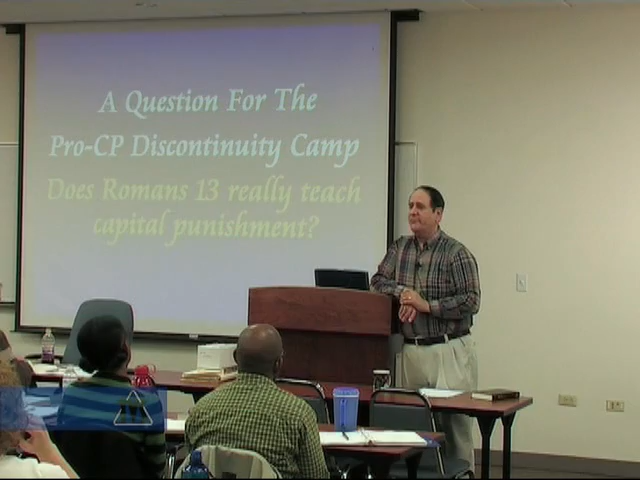 A Question For The
Pro-CP Discontinuity Camp
Does Romans 13 really teach
capital punishment?